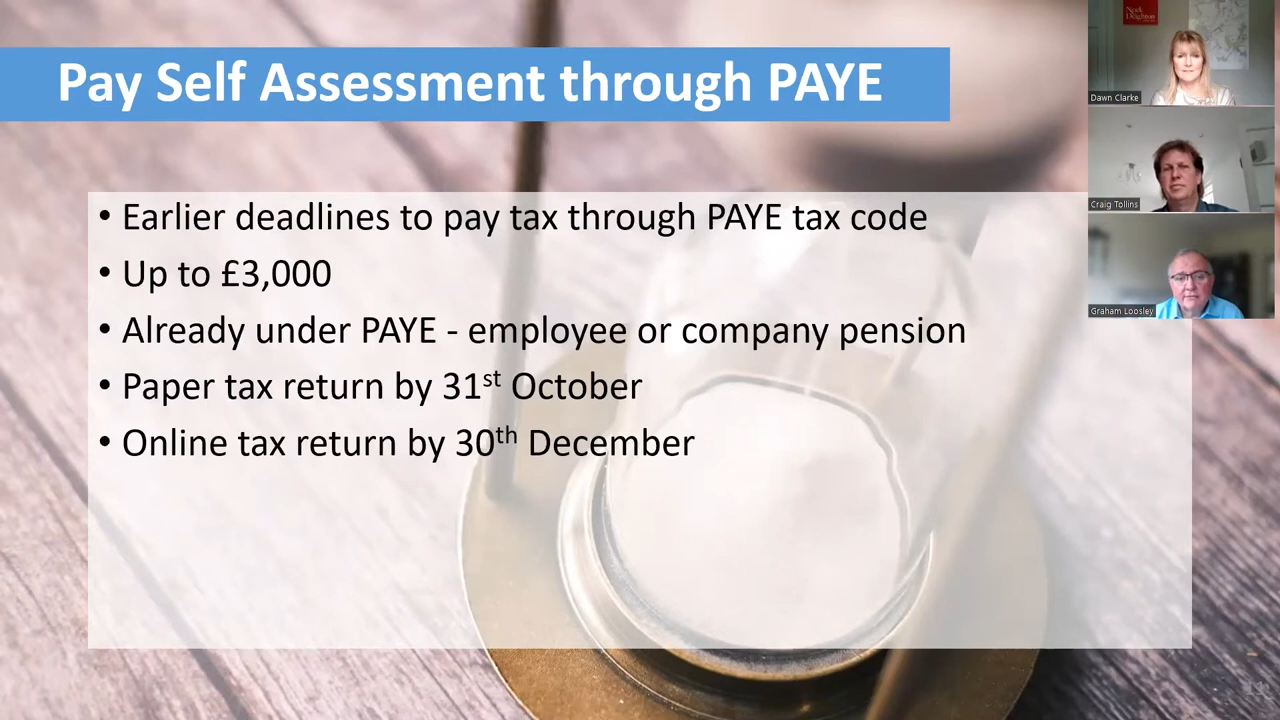 Pay Self Assessment through PAYE
• Earlier deadlines to pay tax through PAYE tax code
• Up to £3,000
• Already under PAYE - employee or company pension
• Paper tax return by 31st October
• Online tax return by 30th December
Nock
Deighton
Dawn Clarke
Craig Tollins
Graham Loosley